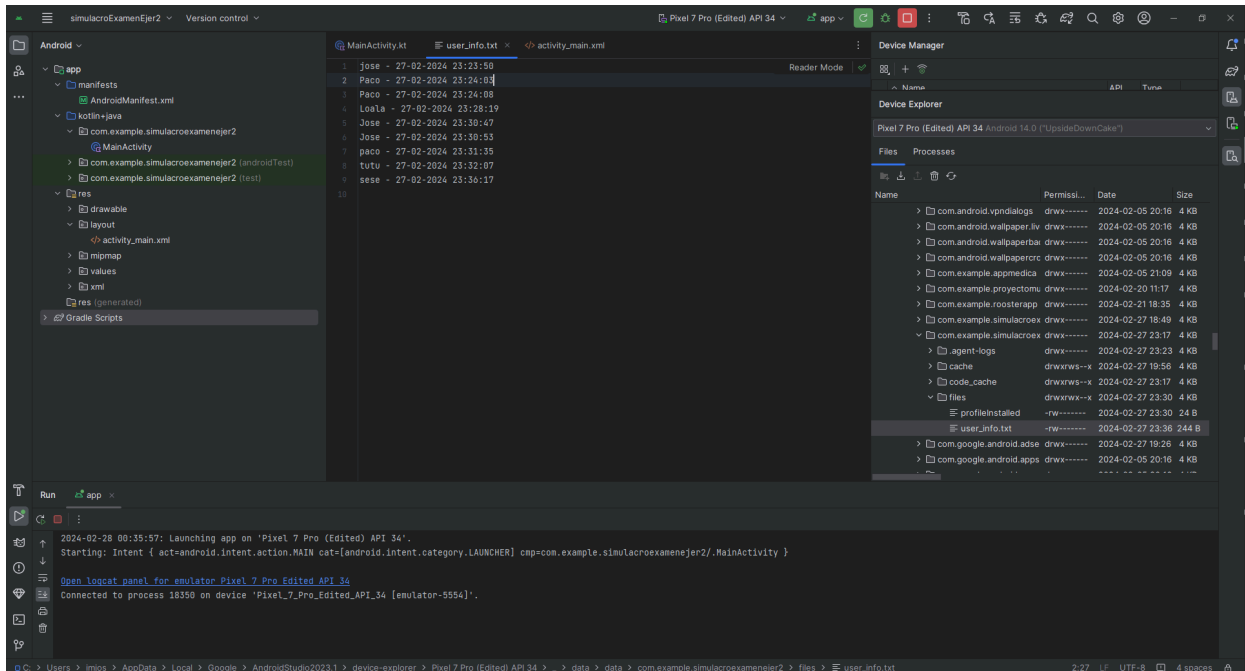 simulacroExamenEjer2 Version control Pixel 7 Pro (Edited) API 34 app
Android
app
manifests
AndroidManifest.xml
kotlin+java
com.example.simulacroexamenejer2
MainActivity
com.example.simulacroexamenejer2 (androidTest)
com.example.simulacroexamenejer2 (test)
res
drawable
layout
activity_main.xml
mipmap
values
xml
res (generated)
Gradle Scripts
MainActivity.kt user_info.txt activity_main.xml
Reader Mode
1 jose - 27-02-2024 23:23:50
2 Paco - 27-02-2024 23:24:03
3 Paco - 27-02-2024 23:24:08
4 Loala - 27-02-2024 23:28:19
5 Jose - 27-02-2024 23:30:47
6 Jose - 27-02-2024 23:30:53
7 paco - 27-02-2024 23:31:35
8 tutu - 27-02-2024 23:32:07
9 sese - 27-02-2024 23:36:17
10
Device Manager
Name API Type
Device Explorer
Pixel 7 Pro (Edited) API 34 Android 14.0 ("UpsideDownCake")
Files Processes
Name Permissi... Date Size
com.android.vpndialogs drwx------ 2024-02-05 20:16 4 KB
com.android.wallpaper.liv drwx------ 2024-02-05 20:16 4 KB
com.android.wallpaperba drwx------ 2024-02-05 20:16 4 KB
com.android.wallpapercrc drwx------ 2024-02-05 20:16 4 KB
com.example.appmedica drwx------ 2024-02-05 21:09 4 KB
com.example.proyectomu drwx------ 2024-02-20 11:17 4 KB
com.example.roosterapp drwx------ 2024-02-21 18:35 4 KB
com.example.simulacroex drwx------ 2024-02-27 18:49 4 KB
com.example.simulacroex drwx------ 2024-02-27 23:17 4 KB
.agent-logs drwx------ 2024-02-27 23:23 4 KB
cache drwxrws--x 2024-02-27 19:56 4 KB
code_cache drwxrws--x 2024-02-27 23:17 4 KB
files drwxrwx--x 2024-02-27 23:30 4 KB
profileInstalled -rw------- 2024-02-27 23:30 24 B
user_info.txt -rw------- 2024-02-27 23:36 244 B
com.google.android.adse drwx------ 2024-02-27 19:26 4 KB
com.google.android.apps drwx------ 2024-02-05 20:16 4 KB
Run app
2024-02-28 00:35:57: Launching app on 'Pixel 7 Pro (Edited) API 34'.
Starting: Intent { act=android.intent.action.MAIN cat=[android.intent.category.LAUNCHER] cmp=com.example.simulacroexamenejer2/.MainActivity }
Open logcat panel for emulator Pixel 7 Pro Edited API 34
Connected to process 18350 on device 'Pixel_7_Pro_Edited_API_34 [emulator-5554]'.
C: > Users > imjos > AppData > Local > Google > AndroidStudio2023.1 > device-explorer > Pixel 7 Pro (Edited) API 34 > _ > data > data > com.example.simulacroexamenejer2 > files > user_info.txt 2:27 LF UTF-8 4 spaces